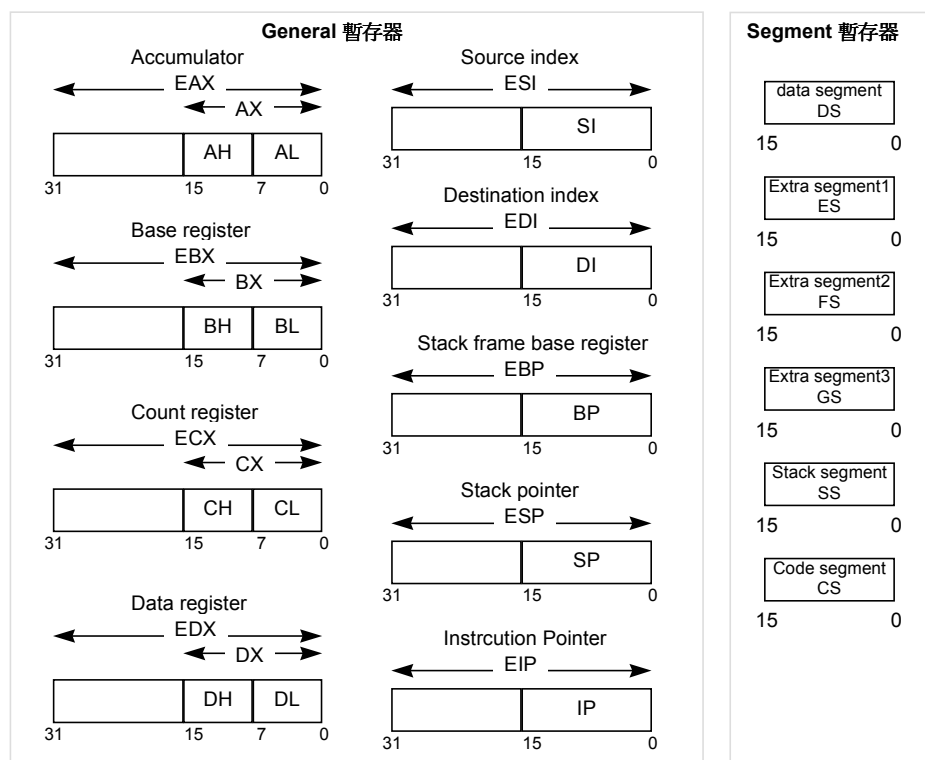 General 暫存器
Accumulator
EAX
AX
AH AL
31 15 7 0
Base register
EBX
BX
BH BL
31 15 7 0
Count register
ECX
CX
CH CL
31 15 7 0
Data register
EDX
DX
DH DL
31 15 7 0
Source index
ESI
SI
31 15 0
Destination index
EDI
DI
31 15 0
Stack frame base register
EBP
BP
31 15 0
Stack pointer
ESP
SP
31 15 0
Instrcution Pointer
EIP
IP
31 15 0
Segment 暫存器
data segment
DS
15 0
Extra segment1
ES
15 0
Extra segment2
FS
15 0
Extra segment3
GS
15 0
Stack segment
SS
15 0
Code segment
CS
15 0